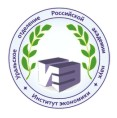 Уральское отделение Российской академии наук
• Институт экономики •